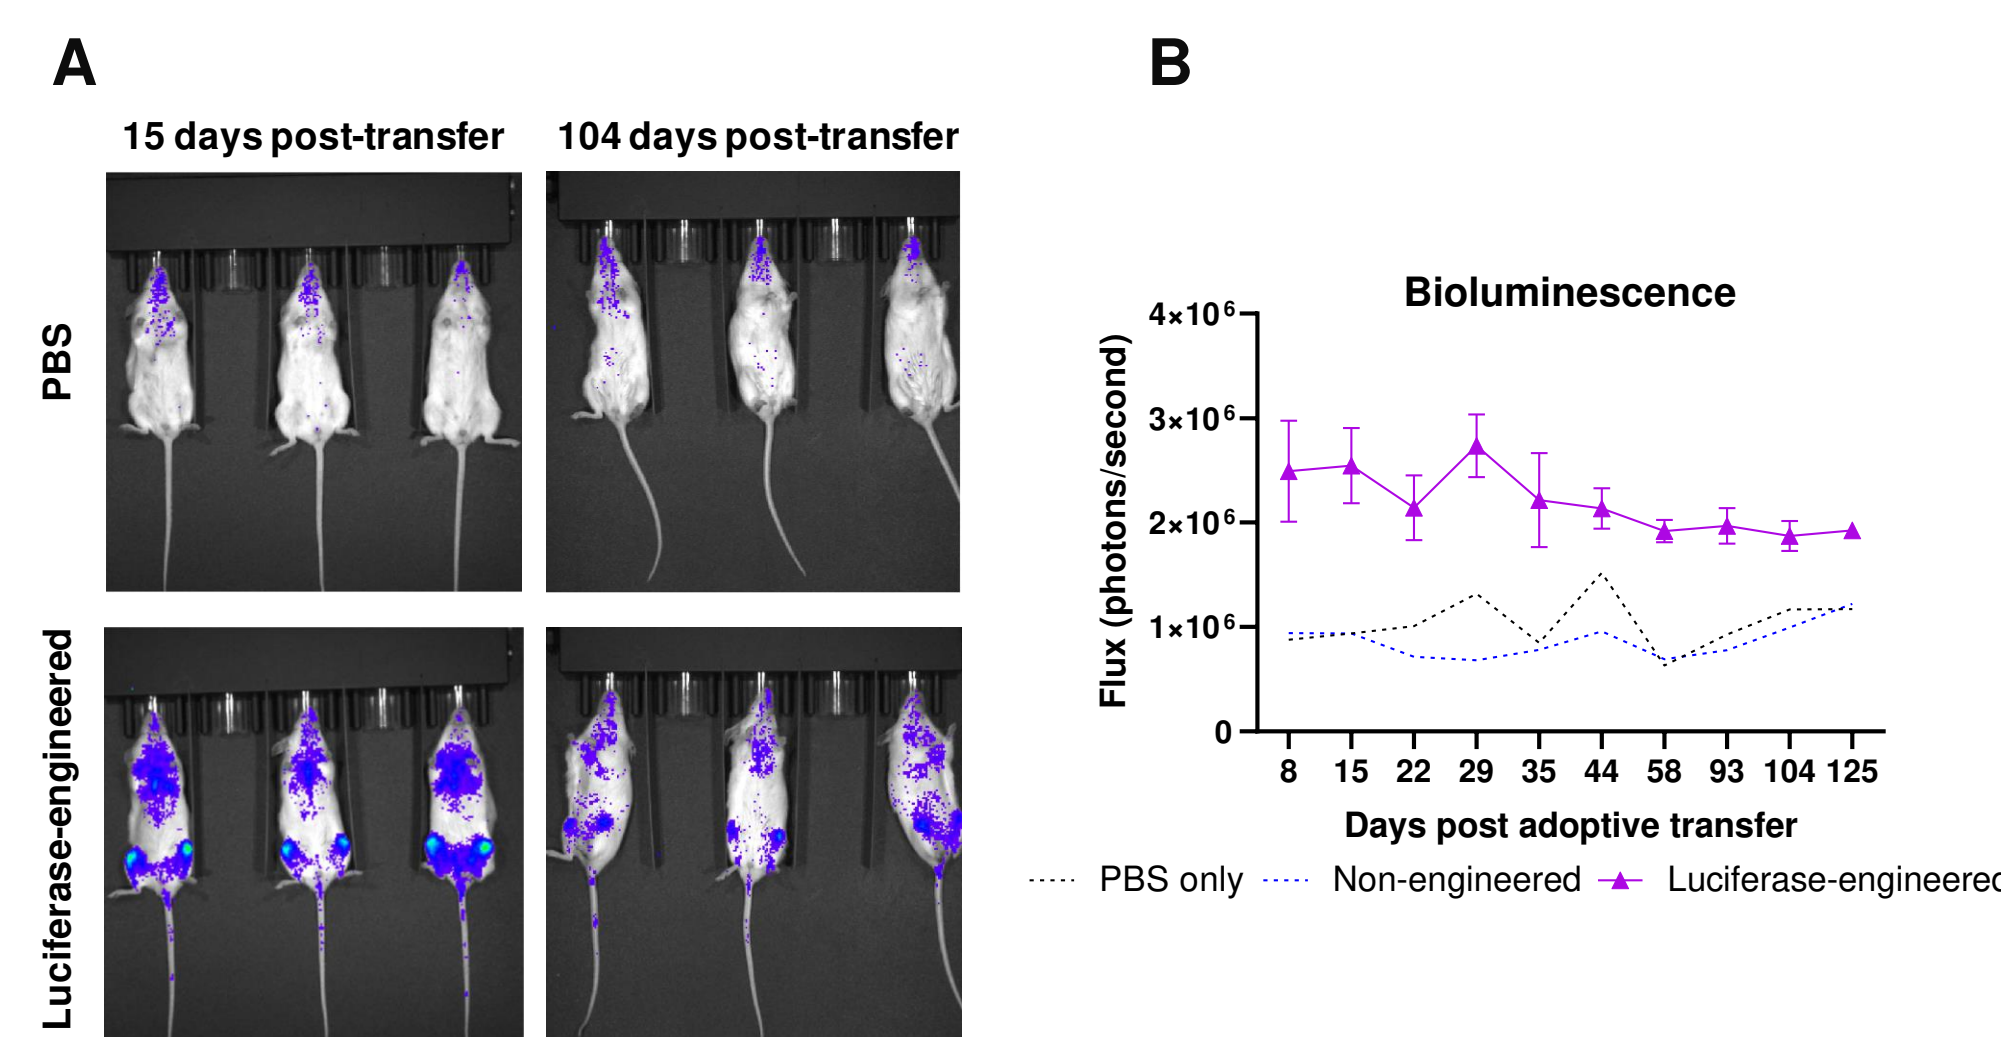 A
B
15 days post-transfer
104 days post-transfer
PBS
Luciferase-engineered
Bioluminescence
Flux (photons/second)
4×10⁶
3×10⁶
2×10⁶
1×10⁶
0
8 15 22 29 35 44 58 93 104 125
Days post adoptive transfer
PBS only Non-engineered Luciferase-engineered